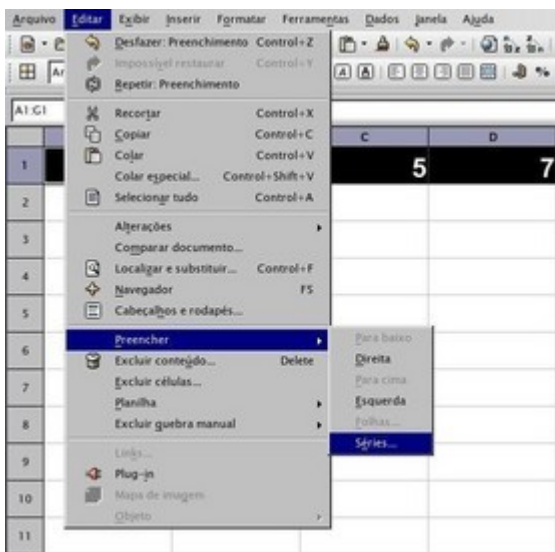 Arquivo Editar Exibir Inserir Formatar Ferramentas Dados Janela Ajuda
Desfazer: Preenchimento Control+Z
Impossível restaurar Control+Y
Repetir: Preenchimento
A1:G1
Recortar Control+X
Copiar Control+C
Colar Control+V
Colar especial... Control+Shift+V
Selecionar tudo Control+A
Alterações
Comparar documento...
Localizar e substituir... Control+F
Navegador F5
Cabeçalhos e rodapés...
Preencher
Excluir conteúdo... Delete
Excluir células...
Planilha
Excluir quebra manual
Links...
Plug-in
Mapa de imagem
Objeto
Para baixo
Direita
Para cima
Esquerda
Folhas...
Séries...
C D
1 5 7
2
3
4
5
6
7
8
9
10
11